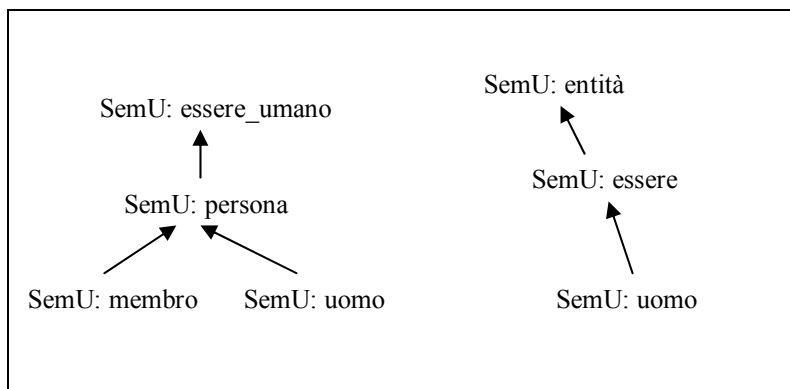 SemU: essere_umano
SemU: persona
SemU: membro
SemU: uomo
SemU: entità
SemU: essere
SemU: uomo